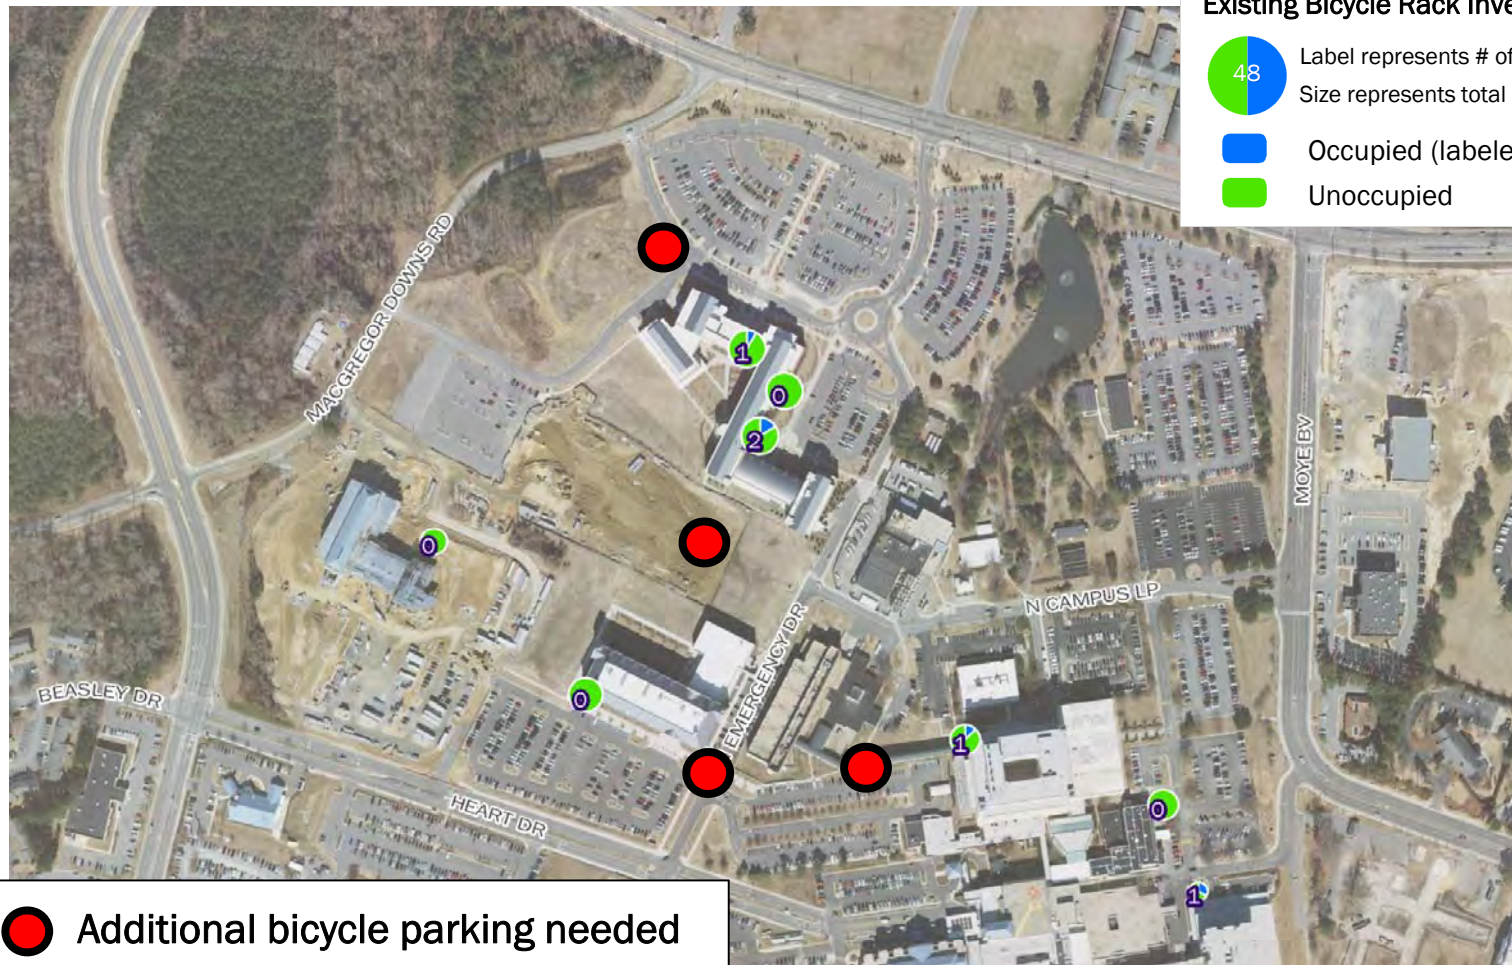 Existing Bicycle Rack Inve
48
Label represents # of
Size represents total
Occupied (labele
Unoccupied
MACGREGOR DOWNS RD
1
0
2
MOYE BV
0
N CAMPUS LP
EMERGENCY DR
BEASLEY DR
0
1
HEART DR
0
1
Additional bicycle parking needed